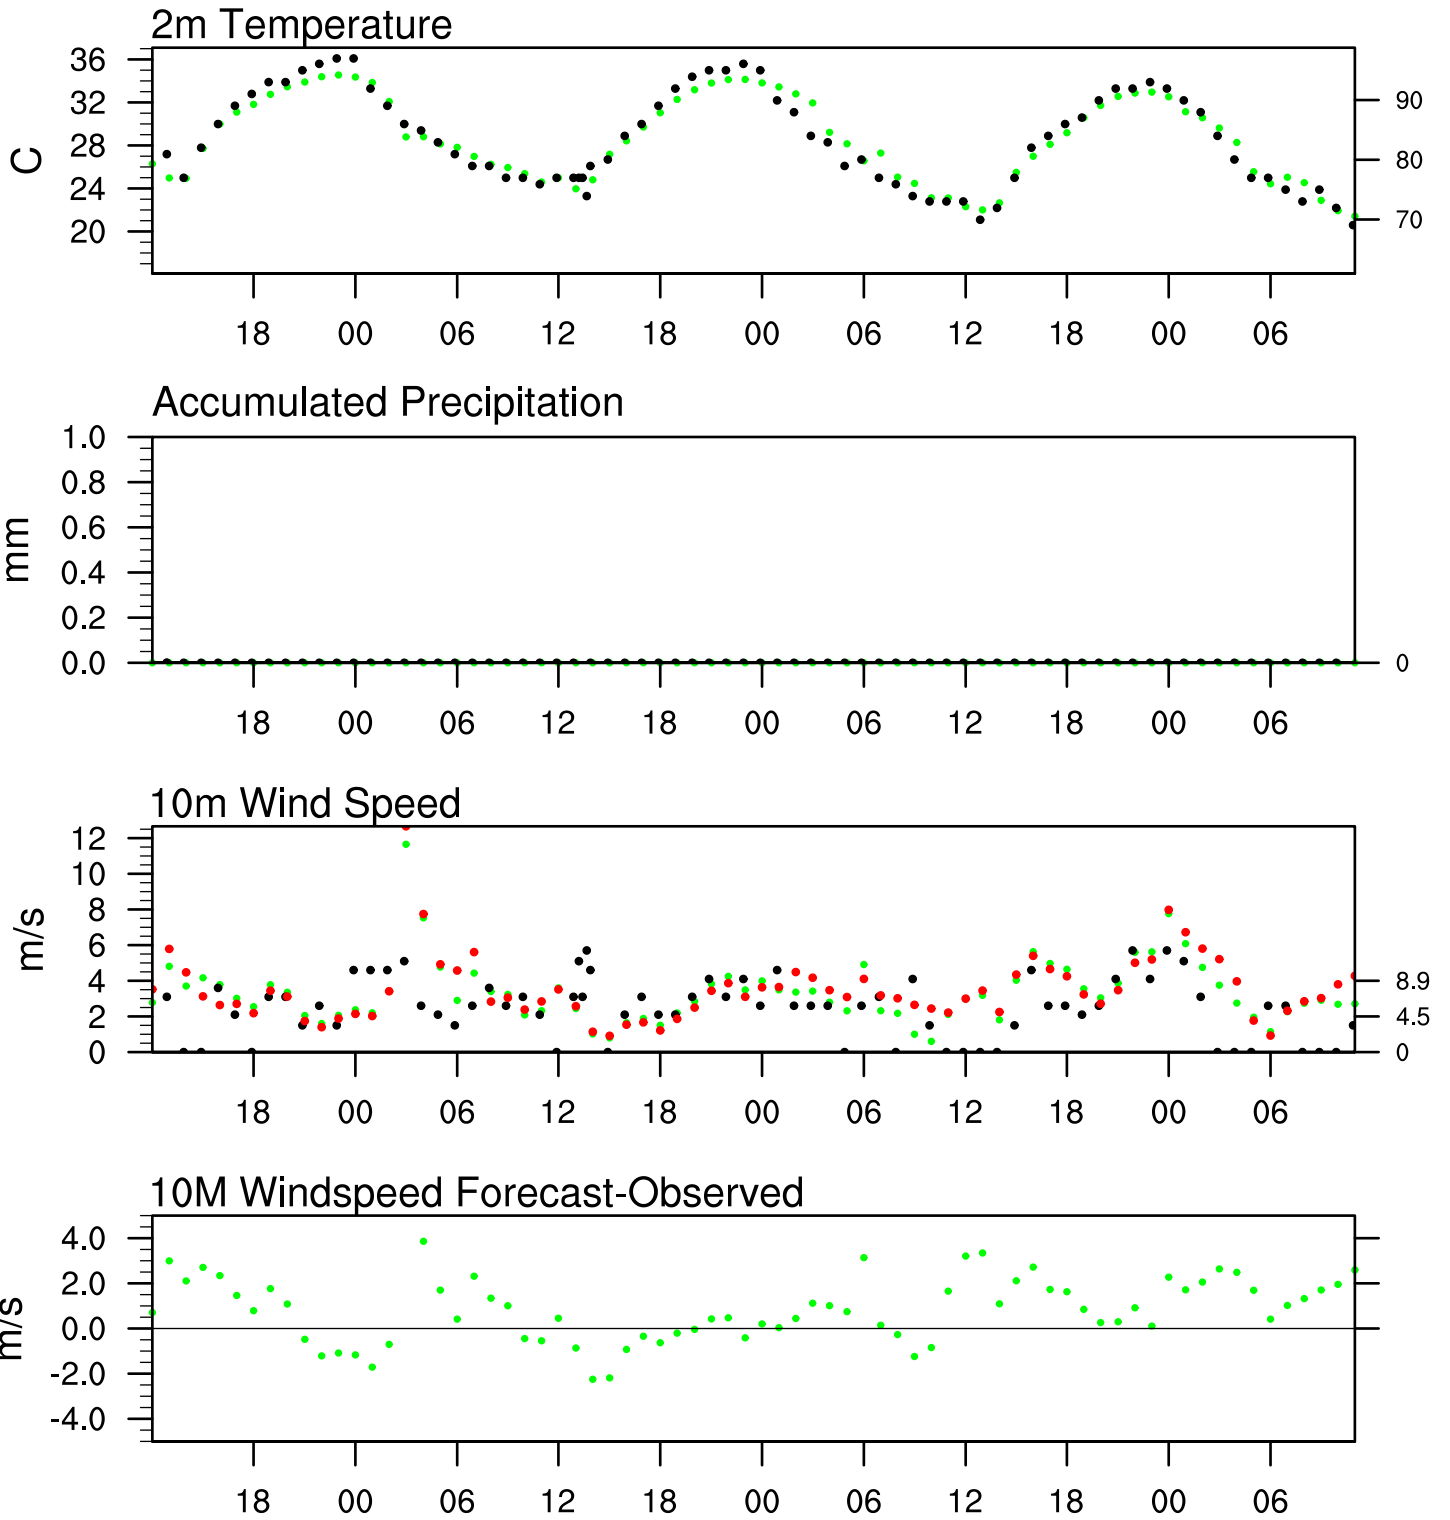 2m Temperature
36
32
28
24
20
C
90
80
70
18 00 06 12 18 00 06 12 18 00 06
Accumulated Precipitation
1.0
0.8
0.6
0.4
0.2
0.0
mm
0
18 00 06 12 18 00 06 12 18 00 06
10m Wind Speed
12
10
8
6
4
2
0
m/s
8.9
4.5
0
18 00 06 12 18 00 06 12 18 00 06
10M Windspeed Forecast-Observed
4.0
2.0
0.0
-2.0
-4.0
m/s
18 00 06 12 18 00 06 12 18 00 06